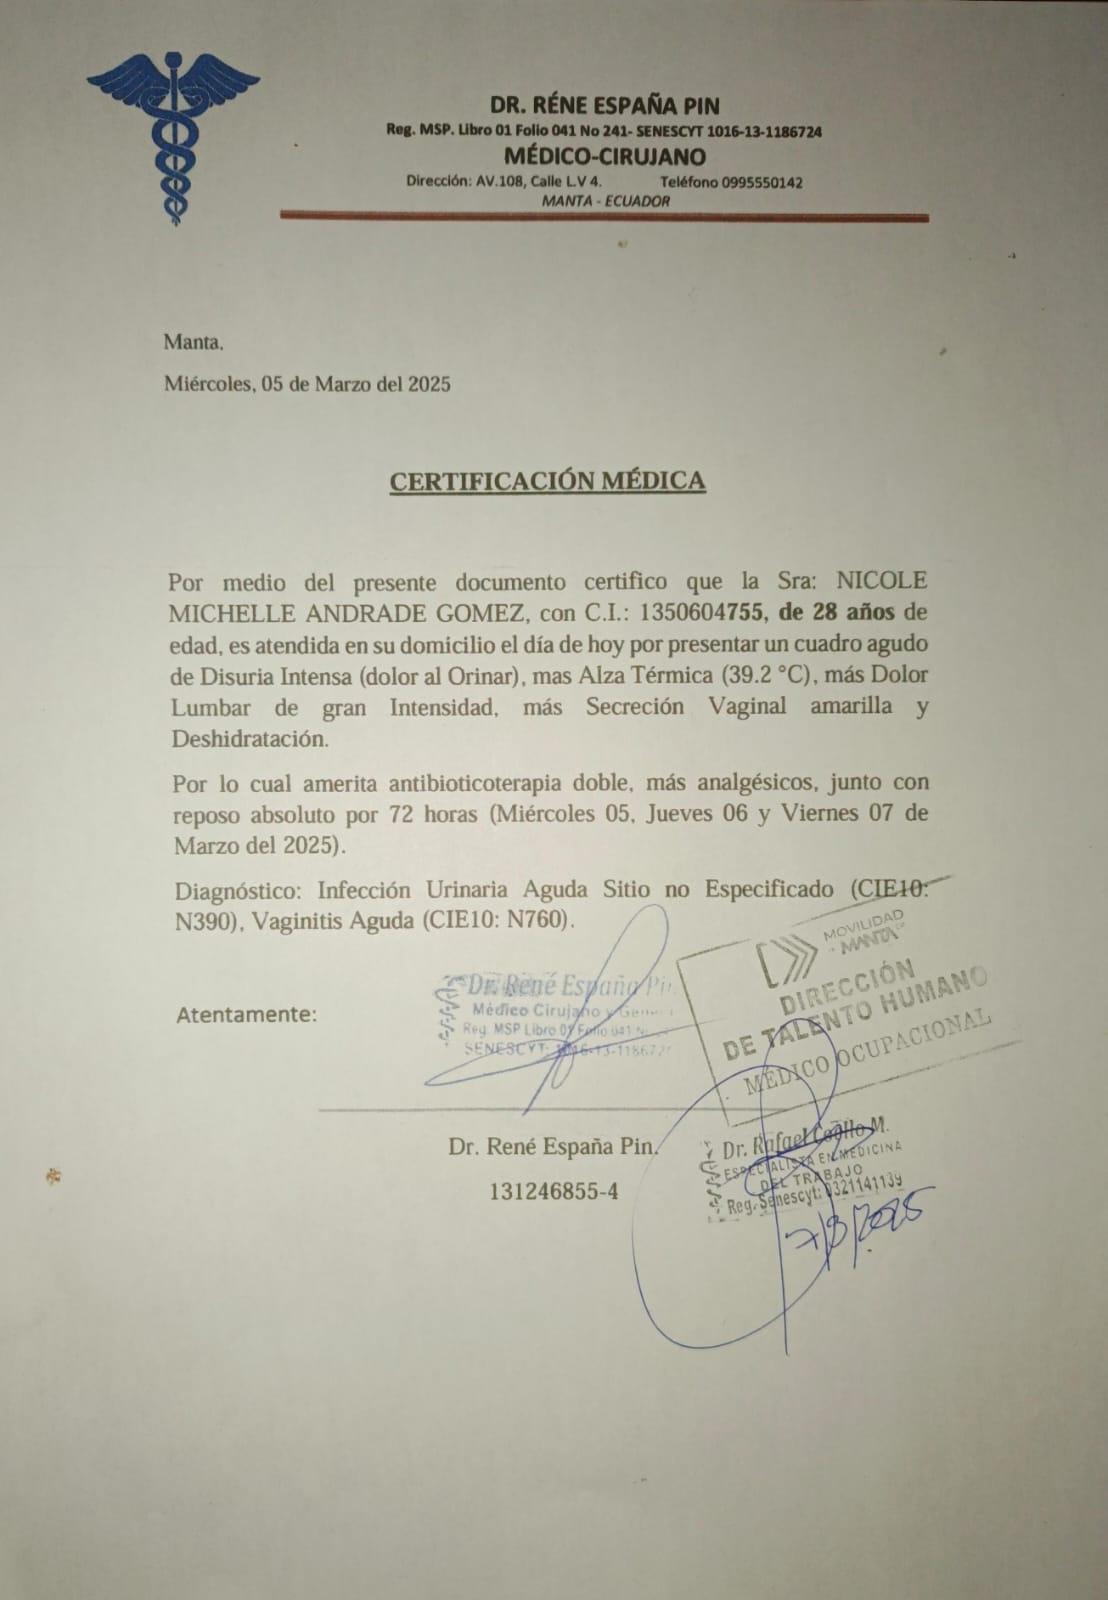 DR. RÉNE ESPAÑA PIN
Reg. MSP. Libro 01 Folio 041 No 241- SENESCYT 1016-13-1186724
MÉDICO-CIRUJANO
Dirección: AV.108, Calle L.V 4. Teléfono 0995550142
MANTA - ECUADOR
Manta,
Miércoles, 05 de Marzo del 2025
CERTIFICACIÓN MÉDICA
Por medio del presente documento certifico que la Sra: NICOLE
MICHELLE ANDRADE GOMEZ, con C.I.: 1350604755, de 28 años de
edad, es atendida en su domicilio el día de hoy por presentar un cuadro agudo
de Disuria Intensa (dolor al Orinar), mas Alza Térmica (39.2 °C), más Dolor
Lumbar de gran Intensidad, más Secreción Vaginal amarilla y
Deshidratación.
Por lo cual amerita antibioticoterapia doble, más analgésicos, junto con
reposo absoluto por 72 horas (Miércoles 05, Jueves 06 y Viernes 07 de
Marzo del 2025).
Diagnóstico: Infección Urinaria Aguda Sitio no Especificado (CIE10:
N390), Vaginitis Aguda (CIE10: N760).
MOVILIDAD
MANTA
DIRECCIÓN
DE TALENTO HUMANO
MÉDICO OCUPACIONAL
Atentamente:
Dr. René España Pin
Médico Cirujano y
Reg. MSP Libro 01 Folio 041
SENESCYT:
Dr. René España Pin.
131246855-4
Dr. Rafael M.
ESPECIALISTA EN MEDICINA
DEL TRABAJO
Reg. Senescyt:
7/3/2025